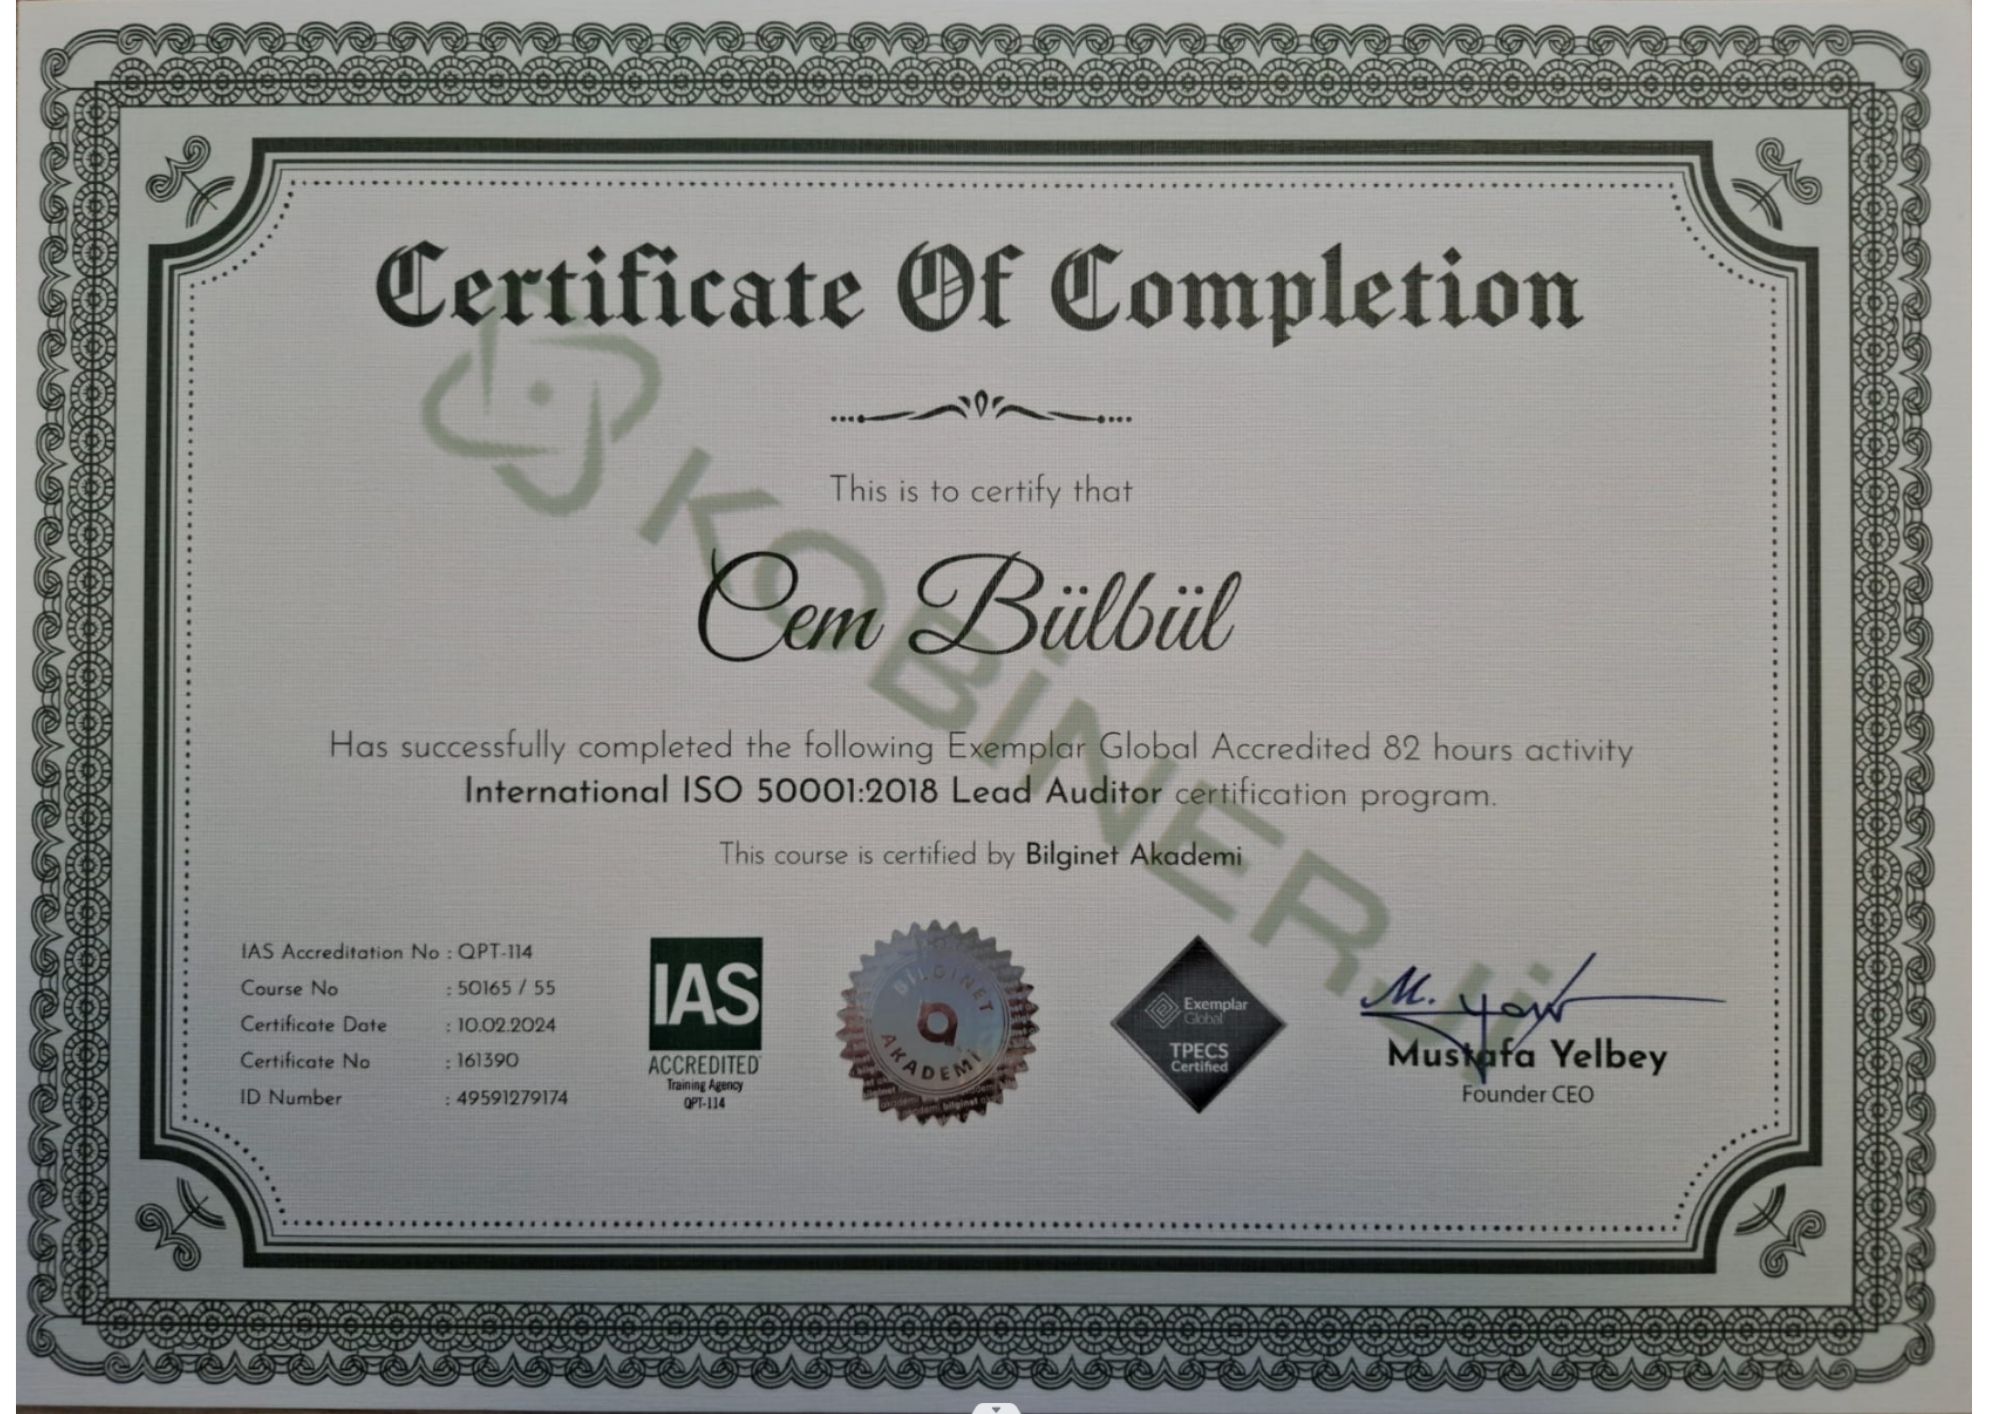 Certificate Of Completion
This is to certify that
Cem Bülbül
Has successfully completed the following Exemplar Global Accredited 82 hours activity
International ISO 50001:2018 Lead Auditor certification program.
This course is certified by Bilginet Akademi
IAS Accreditation No : QPT-114
Course No : 50165 / 55
Certificate Date : 10.02.2024
Certificate No : 161390
ID Number : 49591279174
IAS
ACCREDITED
Training Agency
QPT-114
BILGINET
AKADEMI
Exemplar
Global
TPECS
Certified
Mustafa Yelbey
Founder CEO
KOBİNERJİ